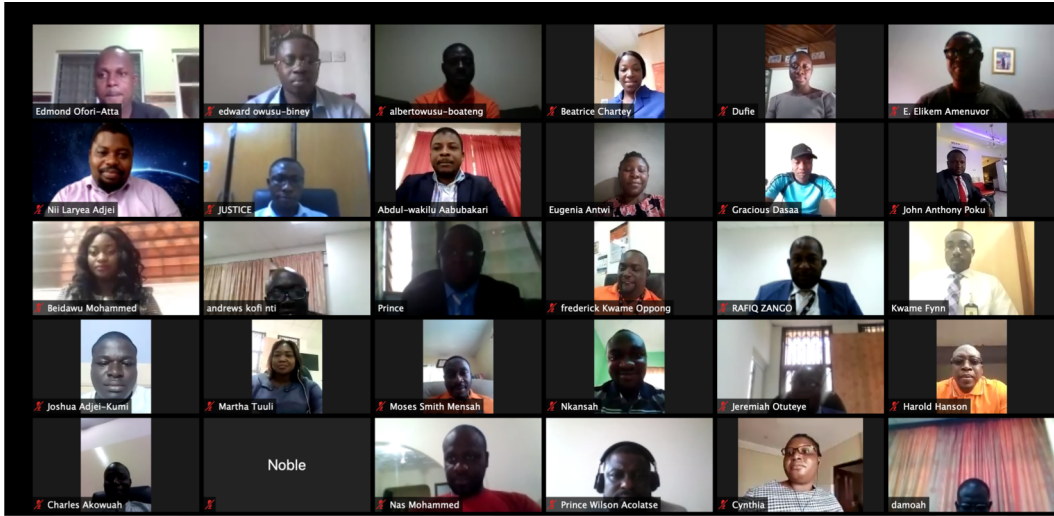 Edmond Ofori-Atta
edward owusu-biney
albertowusu-boateng
Beatrice Chartey
Dufie
E. Elikem Amenuvor
Nii Laryea Adjei
JUSTICE
Abdul-wakilu Aabubakari
Eugenia Antwi
Gracious Dasaa
John Anthony Poku
Beidawu Mohammed
andrews kofi nti
Prince
frederick Kwame Oppong
RAFIQ ZANGO
Kwame Fynn
Joshua Adjei-Kumi
Martha Tuuli
Moses Smith Mensah
Nkansah
Jeremiah Otuteye
Harold Hanson
Charles Akowuah
Noble
Nas Mohammed
Prince Wilson Acolatse
Cynthia
damoah